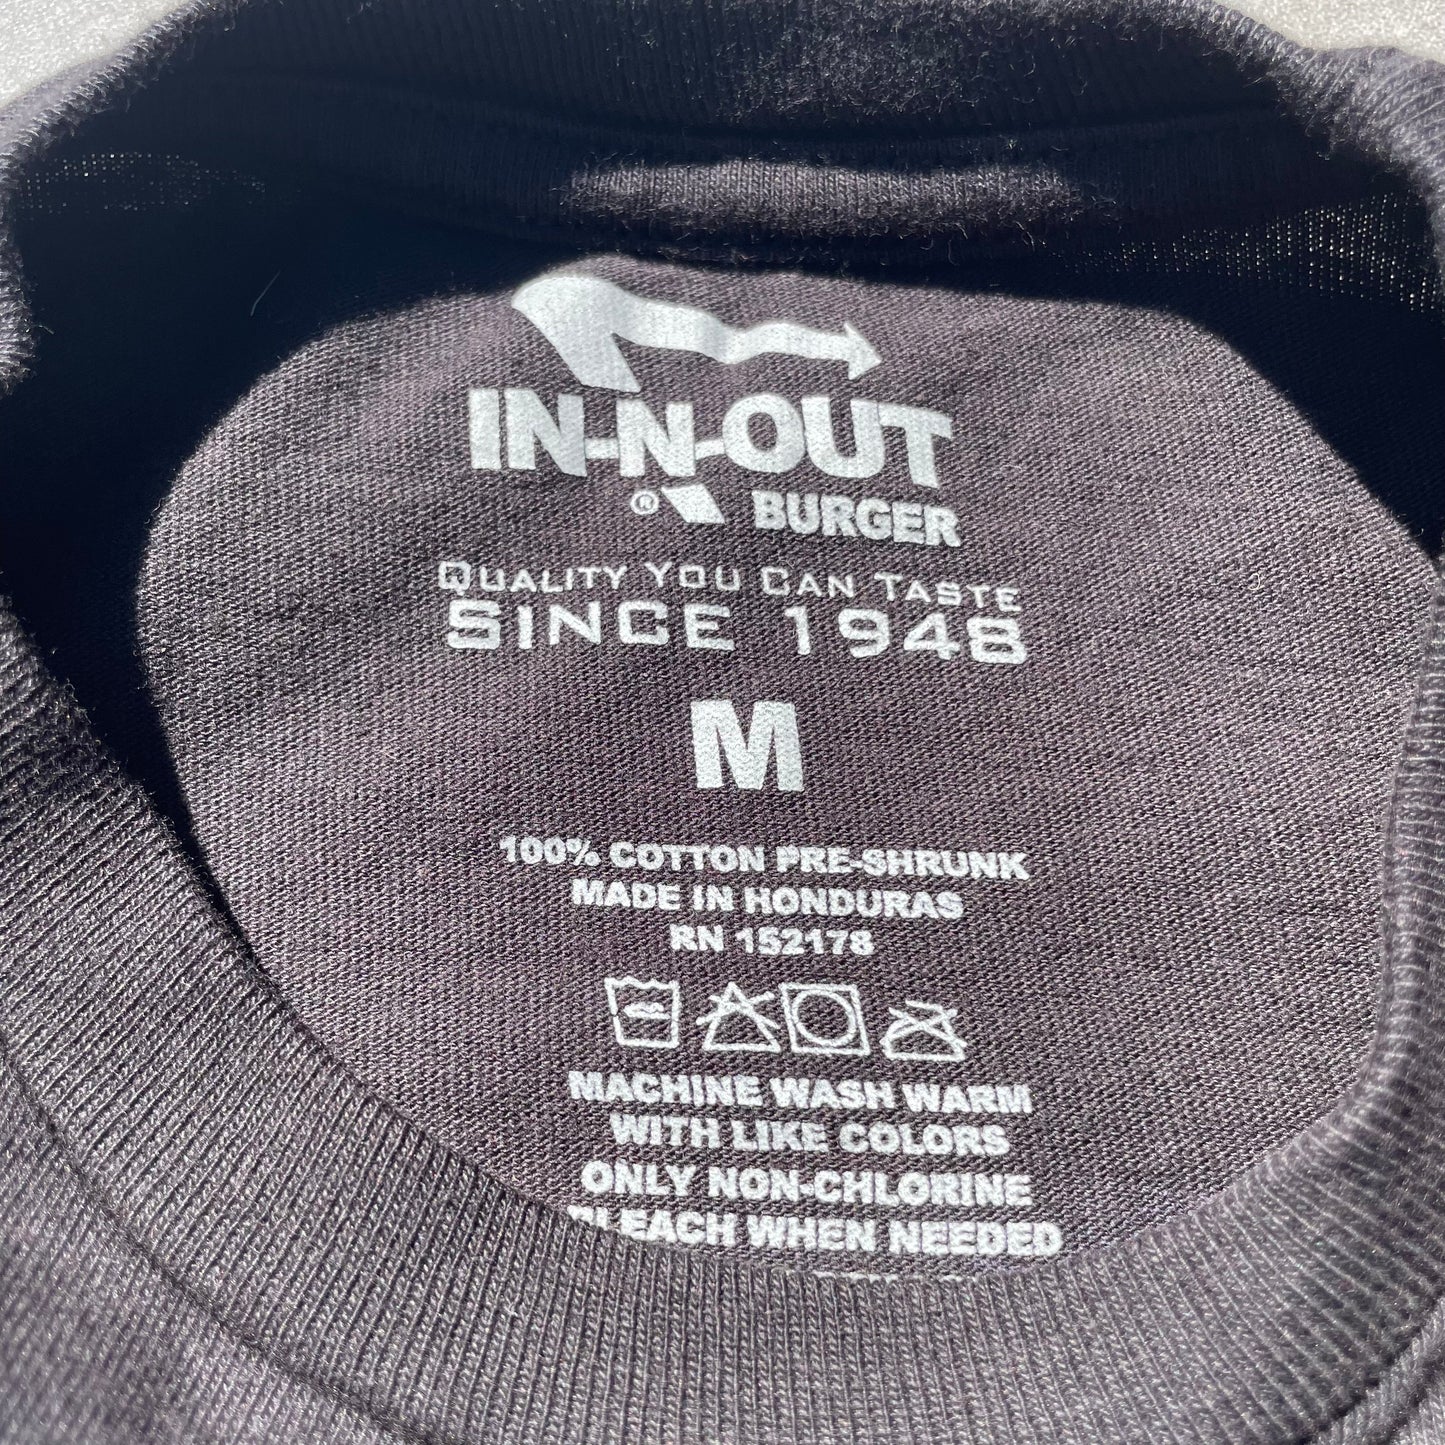 IN-N-OUT
®
BURGER
QUALITY YOU CAN TASTE
SINCE 1948
M
100% COTTON PRE-SHRUNK
MADE IN HONDURAS
RN 152178
MACHINE WASH WARM
WITH LIKE COLORS
ONLY NON-CHLORINE
BLEACH WHEN NEEDED